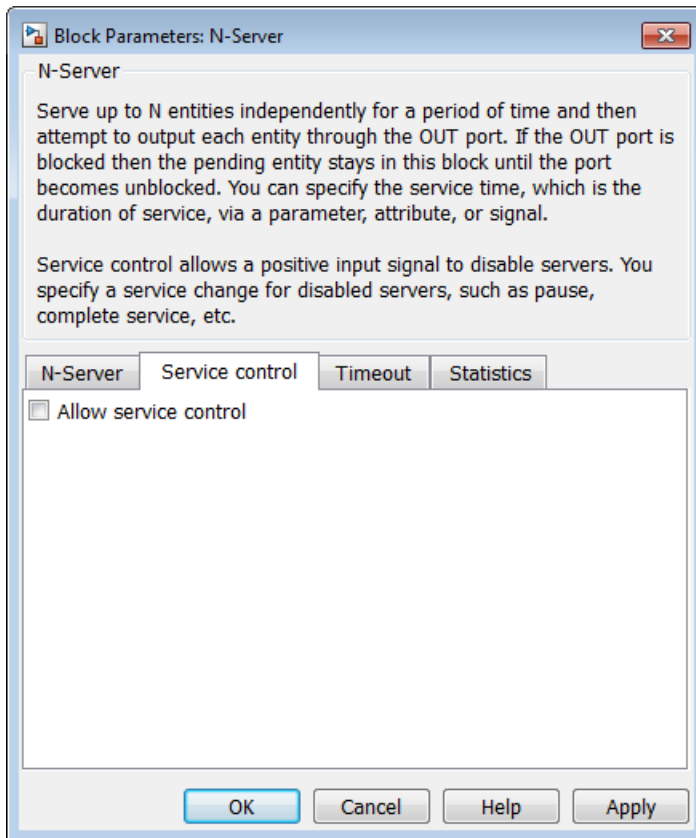 Block Parameters: N-Server
N-Server
Serve up to N entities independently for a period of time and then
attempt to output each entity through the OUT port. If the OUT port is
blocked then the pending entity stays in this block until the port
becomes unblocked. You can specify the service time, which is the
duration of service, via a parameter, attribute, or signal.
Service control allows a positive input signal to disable servers. You
specify a service change for disabled servers, such as pause,
complete service, etc.
N-Server Service control Timeout Statistics
Allow service control
OK Cancel Help Apply